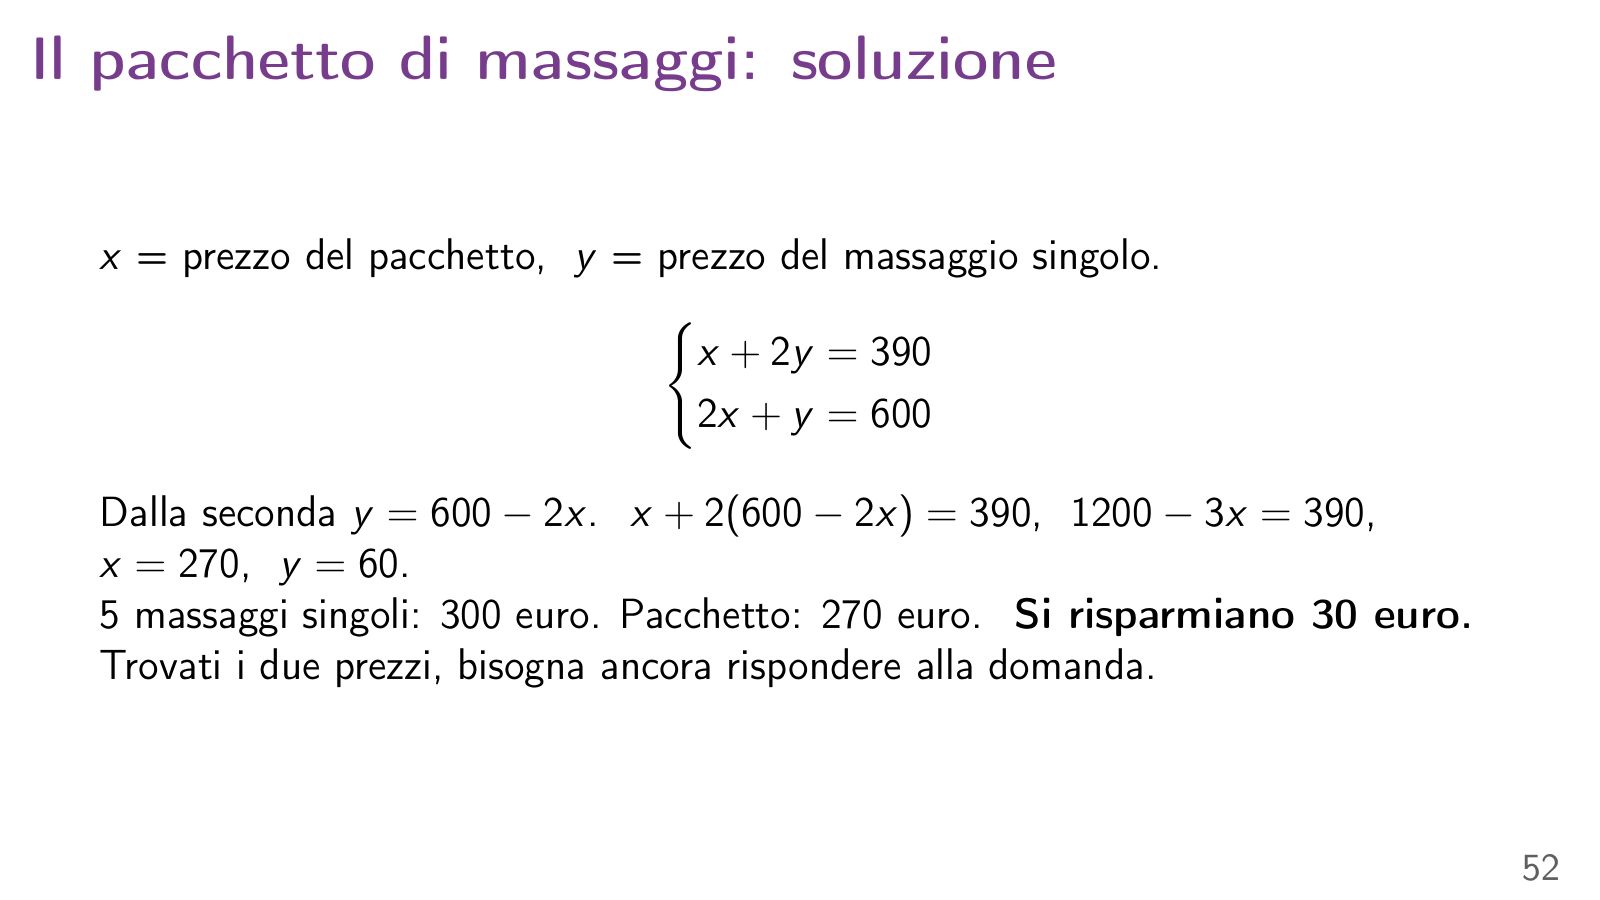 Il pacchetto di massaggi: soluzione
x = prezzo del pacchetto, y = prezzo del massaggio singolo.
x + 2y = 390
2x + y = 600
Dalla seconda y = 600 − 2x. x + 2(600 − 2x) = 390, 1200 − 3x = 390,
x = 270, y = 60.
5 massaggi singoli: 300 euro. Pacchetto: 270 euro. Si risparmiano 30 euro.
Trovati i due prezzi, bisogna ancora rispondere alla domanda.
52